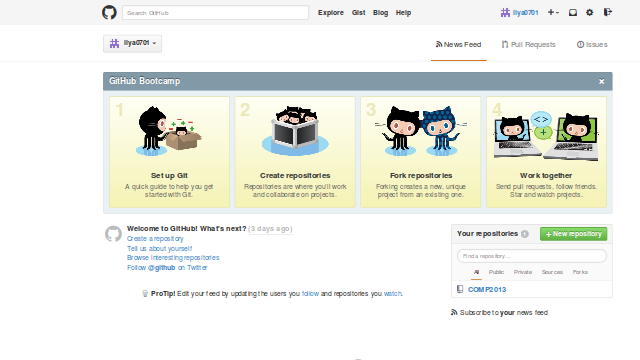 Search GitHub
Explore Gist Blog Help
ilya0701
ilya0701
News Feed
Pull Requests
Issues
GitHub Bootcamp
1
Set up Git
A quick guide to help you get
started with Git.
2
Create repositories
Repositories are where you'll work
and collaborate on projects.
3
Fork repositories
Forking creates a new, unique
project from an existing one.
4
<>
+
Work together
Send pull requests, follow friends.
Star and watch projects.
Welcome to GitHub! What's next? (3 days ago)
Create a repository
Tell us about yourself
Browse interesting repositories
Follow @github on Twitter
ProTip! Edit your feed by updating the users you follow and repositories you watch.
Your repositories 1
New repository
Find a repository…
All Public Private Sources Forks
COMP2013
Subscribe to your news feed